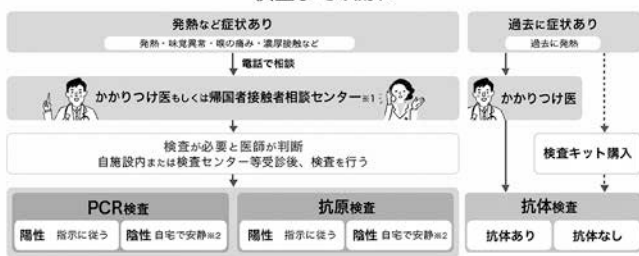 発熱など症状あり
発熱・味覚異常・喉の痛み・濃厚接触など
電話で相談
かかりつけ医もしくは帰国者接触者相談センター※1
検査が必要と医師が判断
自施設内または検査センター等受診後、検査を行う
PCR検査
陽性 指示に従う
陰性 自宅で安静※2
抗原検査
陽性 指示に従う
陰性 自宅で安静※2
過去に症状あり
過去に発熱
かかりつけ医
検査キット購入
抗体検査
抗体あり
抗体なし